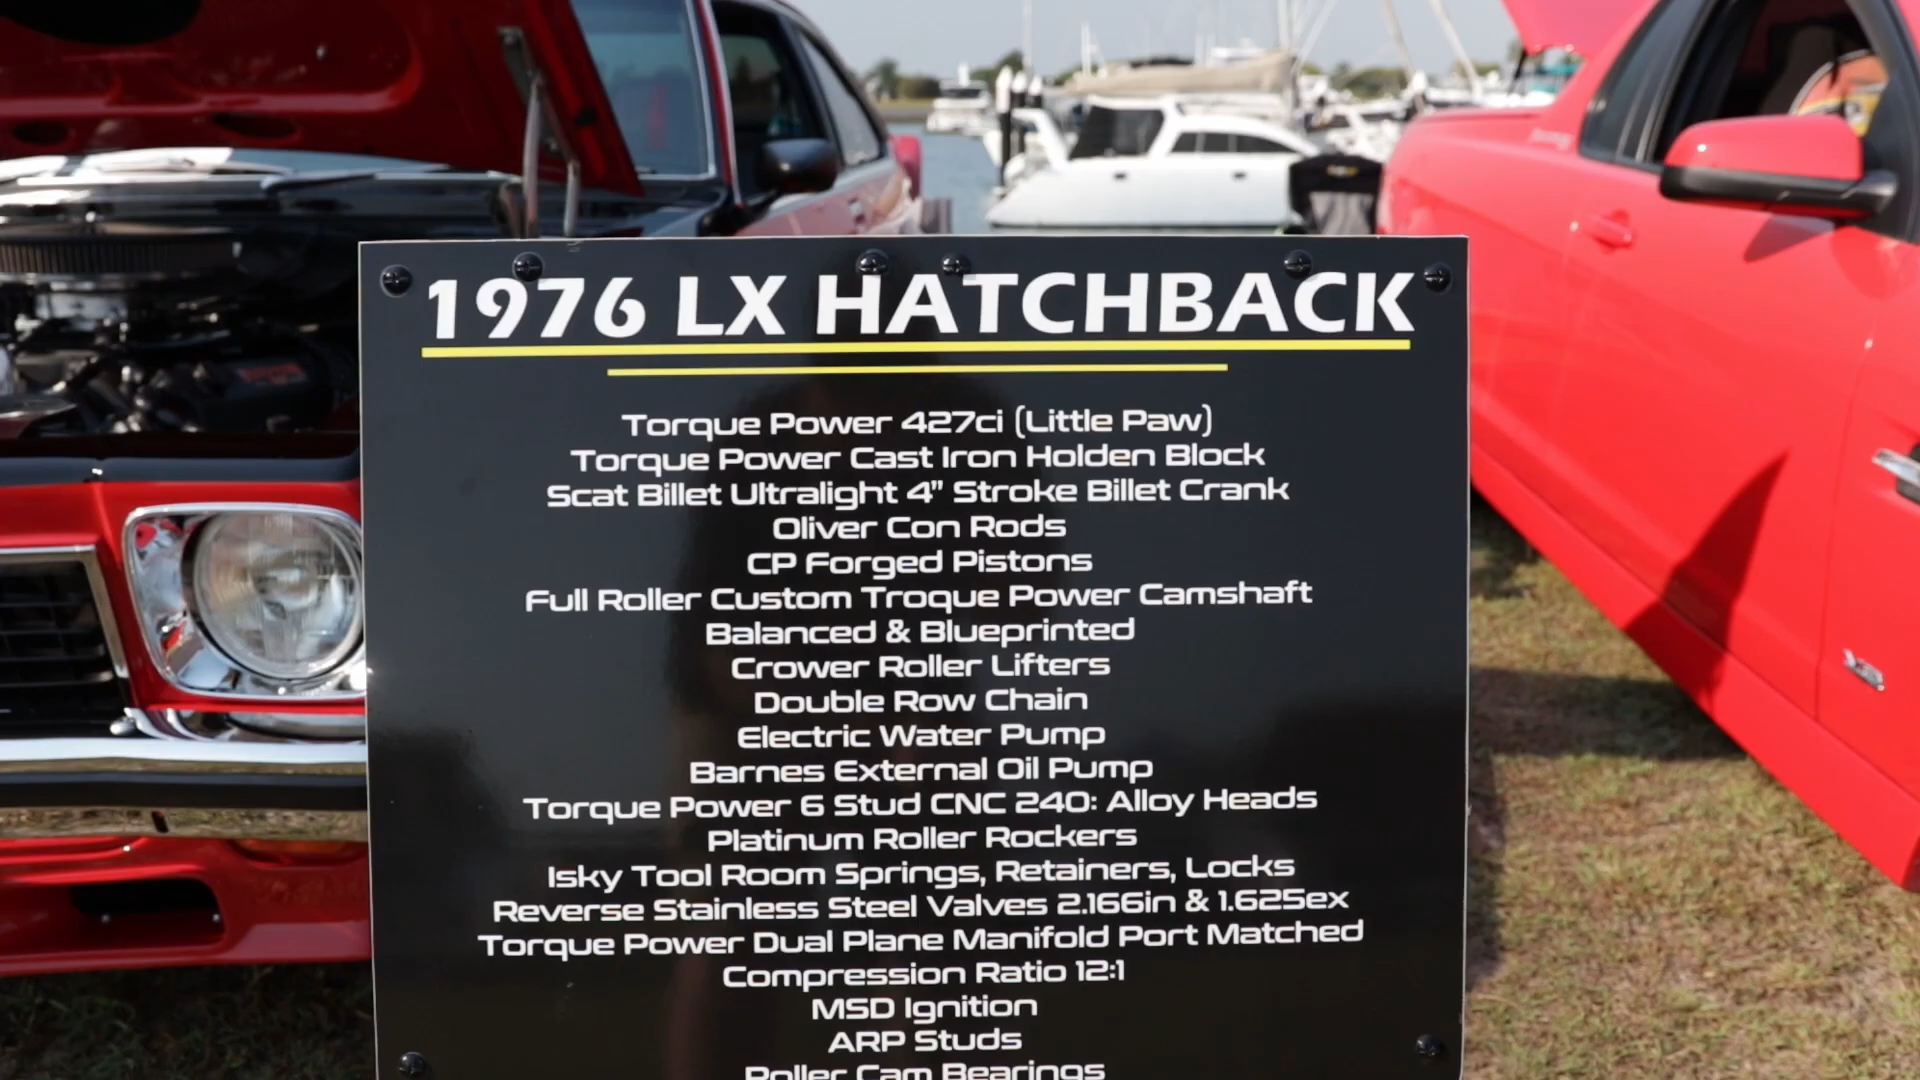 1976 LX HATCHBACK
Torque Power 427ci (Little Paw)
Torque Power Cast Iron Holden Block
Scat Billet Ultralight 4" Stroke Billet Crank
Oliver Con Rods
CP Forged Pistons
Full Roller Custom Troque Power Camshaft
Balanced & Blueprinted
Crower Roller Lifters
Double Row Chain
Electric Water Pump
Barnes External Oil Pump
Torque Power 6 Stud CNC 240: Alloy Heads
Platinum Roller Rockers
Isky Tool Room Springs, Retainers, Locks
Reverse Stainless Steel Valves 2.166in & 1.625ex
Torque Power Dual Plane Manifold Port Matched
Compression Ratio 12:1
MSD Ignition
ARP Studs
Roller Cam Bearings